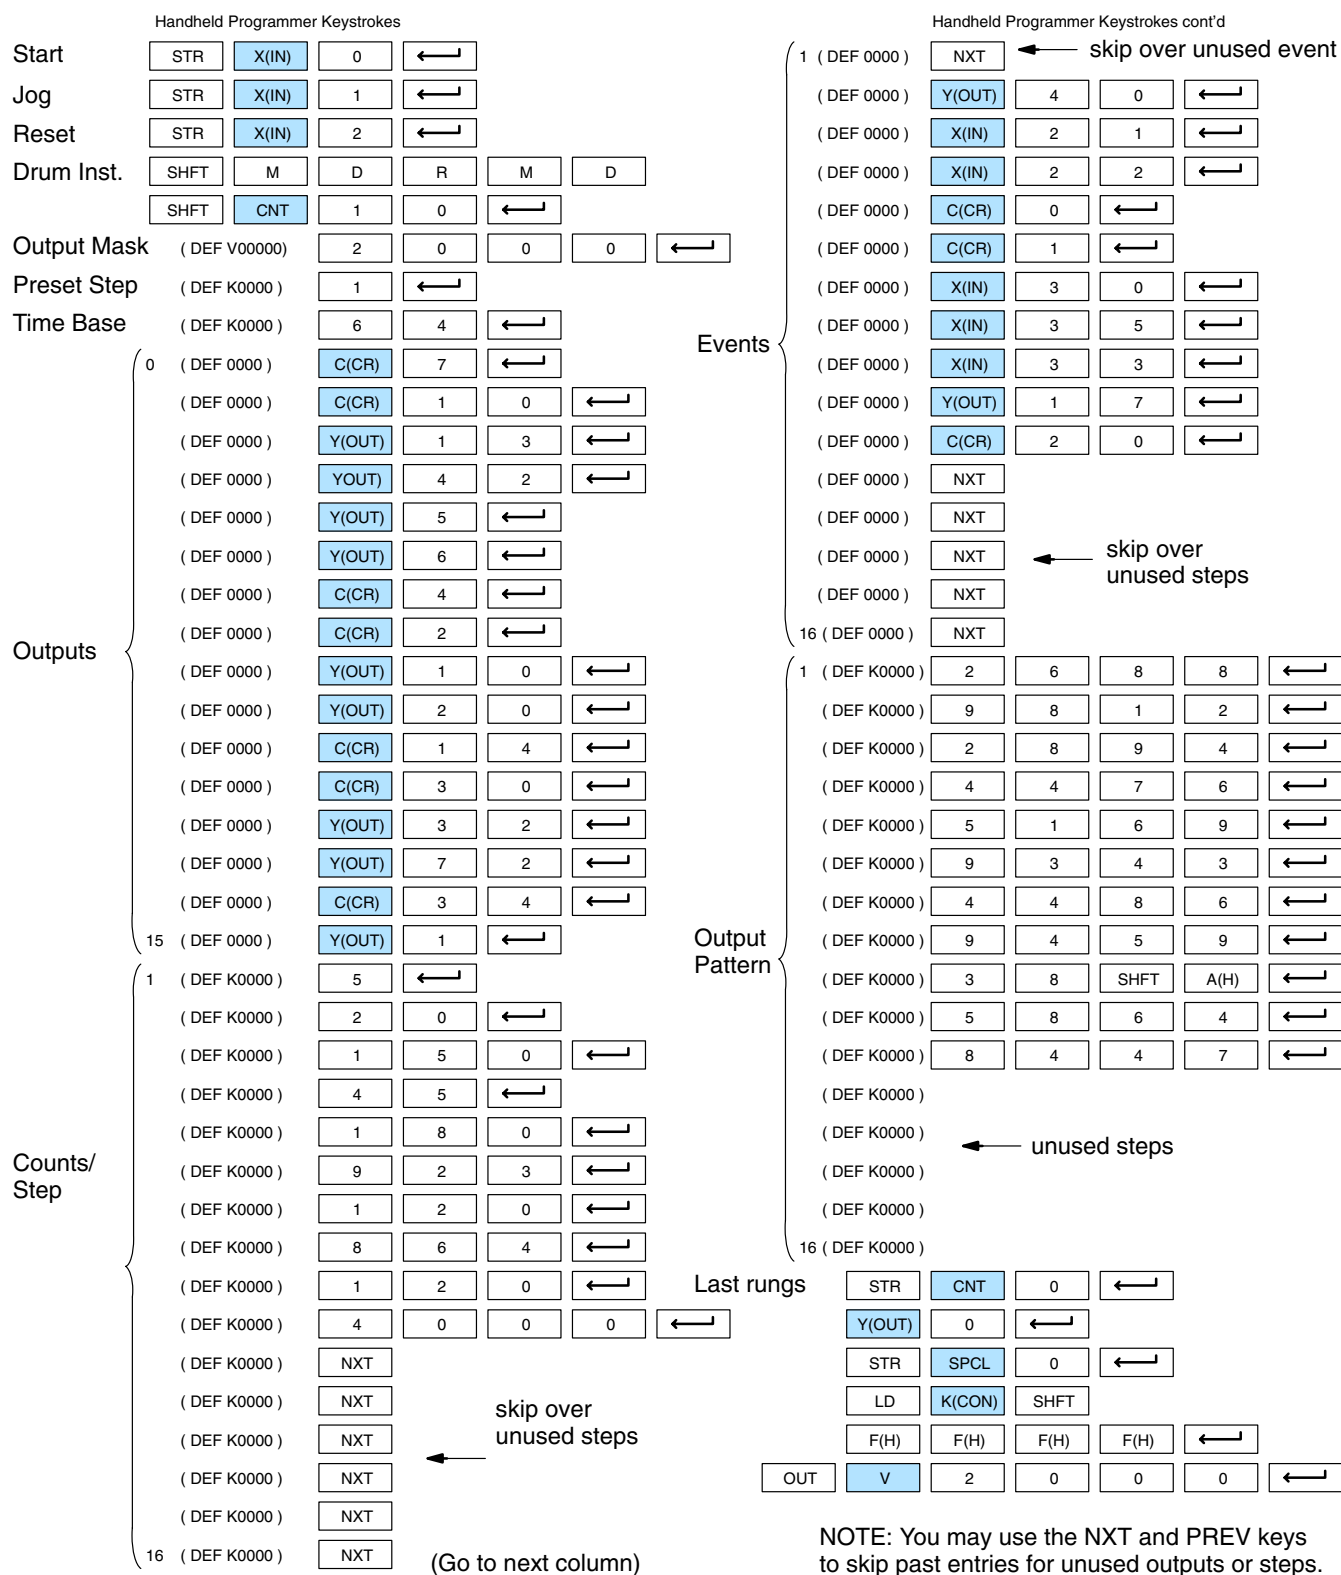 Handheld Programmer Keystrokes
Start STR X(IN) 0
Jog STR X(IN) 1
Reset STR X(IN) 2
Drum Inst. SHFT M D R M D
SHFT CNT 1 0
Output Mask ( DEF V00000) 2 0 0 0
Preset Step ( DEF K0000 ) 1
Time Base ( DEF K0000 ) 6 4
Outputs
0 ( DEF 0000 ) C(CR) 7
( DEF 0000 ) C(CR) 1 0
( DEF 0000 ) Y(OUT) 1 3
( DEF 0000 ) YOUT) 4 2
( DEF 0000 ) Y(OUT) 5
( DEF 0000 ) Y(OUT) 6
( DEF 0000 ) C(CR) 4
( DEF 0000 ) C(CR) 2
( DEF 0000 ) Y(OUT) 1 0
( DEF 0000 ) Y(OUT) 2 0
( DEF 0000 ) C(CR) 1 4
( DEF 0000 ) C(CR) 3 0
( DEF 0000 ) Y(OUT) 3 2
( DEF 0000 ) Y(OUT) 7 2
( DEF 0000 ) C(CR) 3 4
15 ( DEF 0000 ) Y(OUT) 1
Counts/
Step
1 ( DEF K0000 ) 5
( DEF K0000 ) 2 0
( DEF K0000 ) 1 5 0
( DEF K0000 ) 4 5
( DEF K0000 ) 1 8 0
( DEF K0000 ) 9 2 3
( DEF K0000 ) 1 2 0
( DEF K0000 ) 8 6 4
( DEF K0000 ) 1 2 0
( DEF K0000 ) 4 0 0 0
( DEF K0000 ) NXT
( DEF K0000 ) NXT
( DEF K0000 ) NXT
( DEF K0000 ) NXT
( DEF K0000 ) NXT
16 ( DEF K0000 ) NXT
skip over
unused steps
(Go to next column)
Handheld Programmer Keystrokes cont'd
Events
1 ( DEF 0000 ) NXT skip over unused event
( DEF 0000 ) Y(OUT) 4 0
( DEF 0000 ) X(IN) 2 1
( DEF 0000 ) X(IN) 2 2
( DEF 0000 ) C(CR) 0
( DEF 0000 ) C(CR) 1
( DEF 0000 ) X(IN) 3 0
( DEF 0000 ) X(IN) 3 5
( DEF 0000 ) X(IN) 3 3
( DEF 0000 ) Y(OUT) 1 7
( DEF 0000 ) C(CR) 2 0
( DEF 0000 ) NXT
( DEF 0000 ) NXT
( DEF 0000 ) NXT
( DEF 0000 ) NXT
16 ( DEF 0000 ) NXT
skip over
unused steps
Output
Pattern
1 ( DEF K0000 ) 2 6 8 8
( DEF K0000 ) 9 8 1 2
( DEF K0000 ) 2 8 9 4
( DEF K0000 ) 4 4 7 6
( DEF K0000 ) 5 1 6 9
( DEF K0000 ) 9 3 4 3
( DEF K0000 ) 4 4 8 6
( DEF K0000 ) 9 4 5 9
( DEF K0000 ) 3 8 SHFT A(H)
( DEF K0000 ) 5 8 6 4
( DEF K0000 ) 8 4 4 7
( DEF K0000 )
( DEF K0000 )
( DEF K0000 )
( DEF K0000 )
16 ( DEF K0000 )
unused steps
Last rungs STR CNT 0
Y(OUT) 0
STR SPCL 0
LD K(CON) SHFT
F(H) F(H) F(H) F(H)
OUT V 2 0 0 0
NOTE: You may use the NXT and PREV keys
to skip past entries for unused outputs or steps.